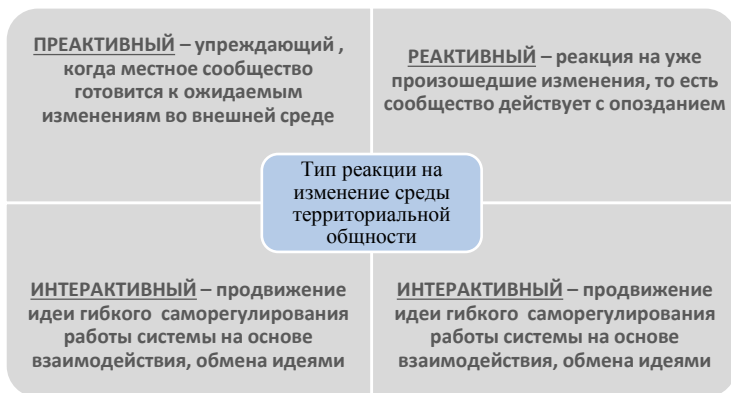 ПРЕАКТИВНЫЙ – упреждающий ,
когда местное сообщество
готовится к ожидаемым
изменениям во внешней среде
РЕАКТИВНЫЙ – реакция на уже
произошедшие изменения, то есть
сообщество действует с опозданием
Тип реакции на
изменение среды
территориальной
общности
ИНТЕРАКТИВНЫЙ – продвижение
идеи гибкого саморегулирования
работы системы на основе
взаимодействия, обмена идеями
ИНТЕРАКТИВНЫЙ – продвижение
идеи гибкого саморегулирования
работы системы на основе
взаимодействия, обмена идеями